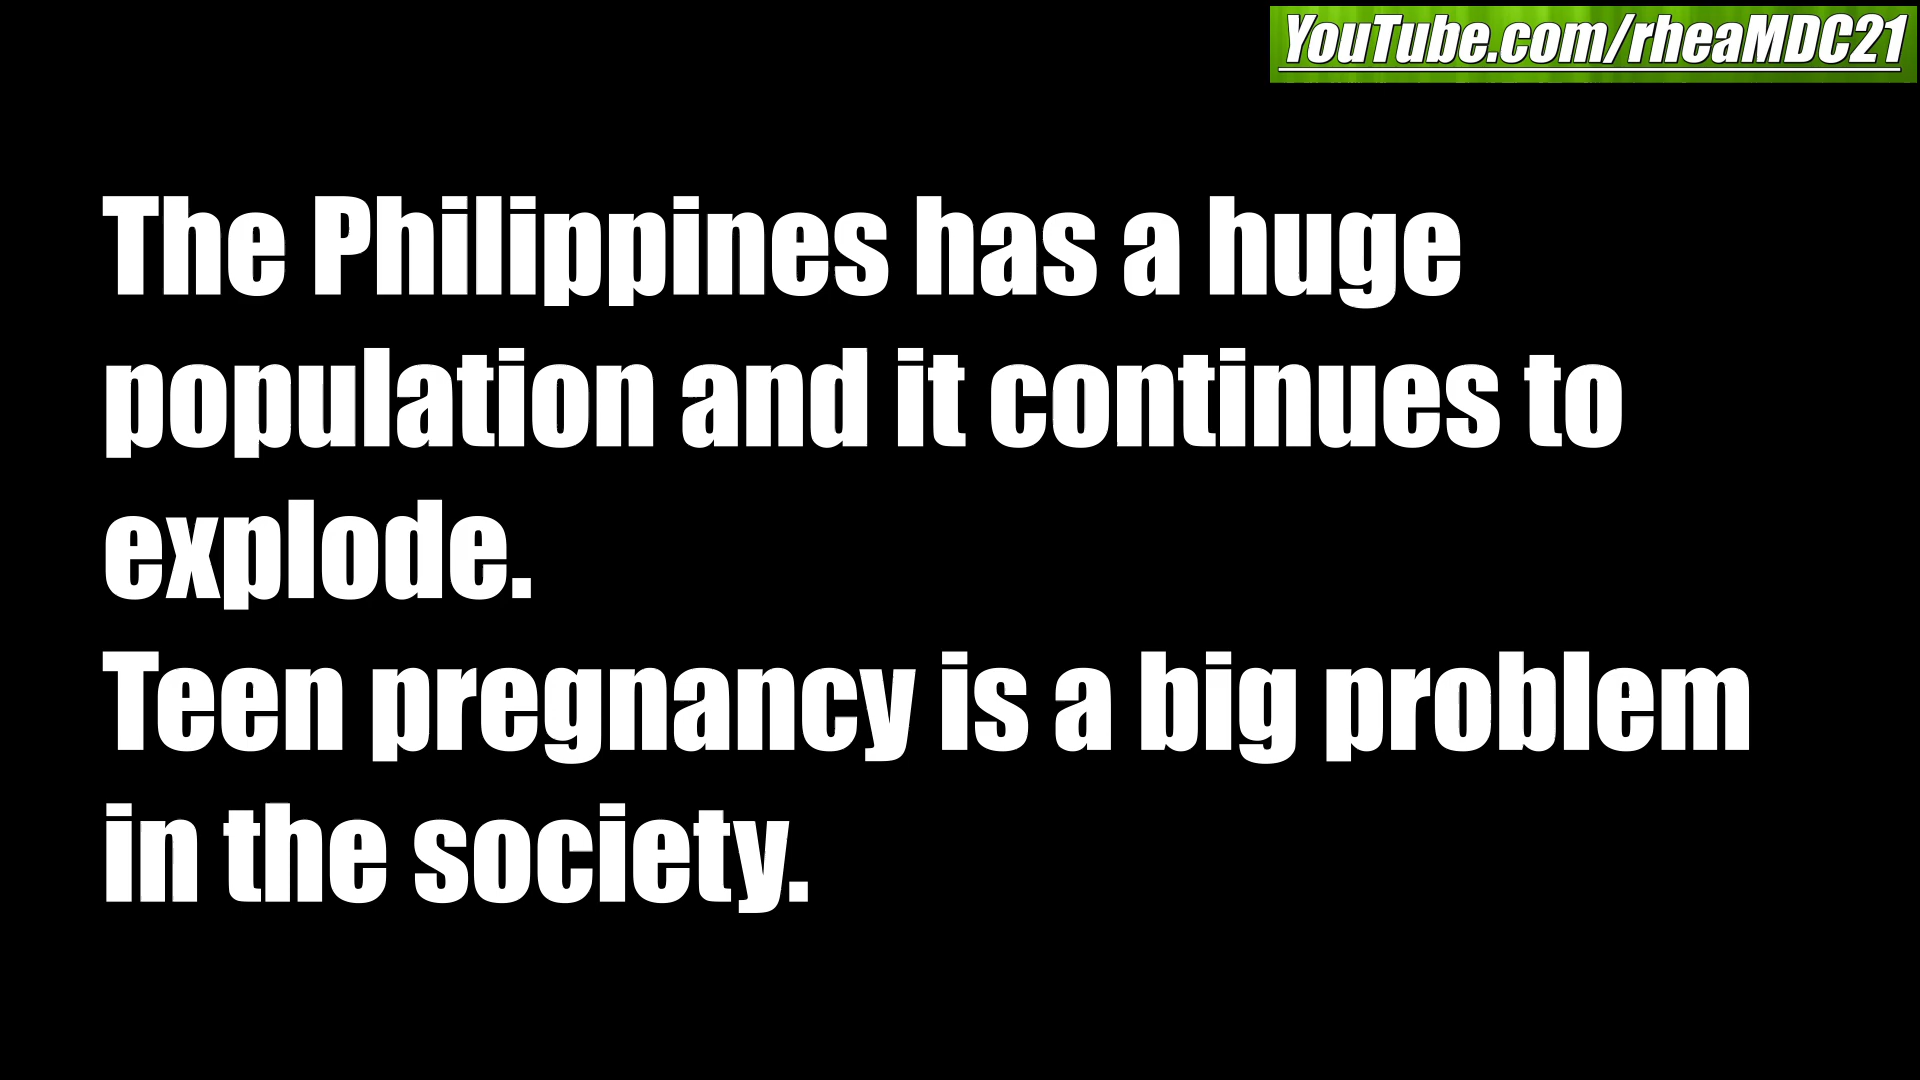 YouTube.com/rheaMDC21
The Philippines has a huge
population and it continues to
explode.
Teen pregnancy is a big problem
in the society.